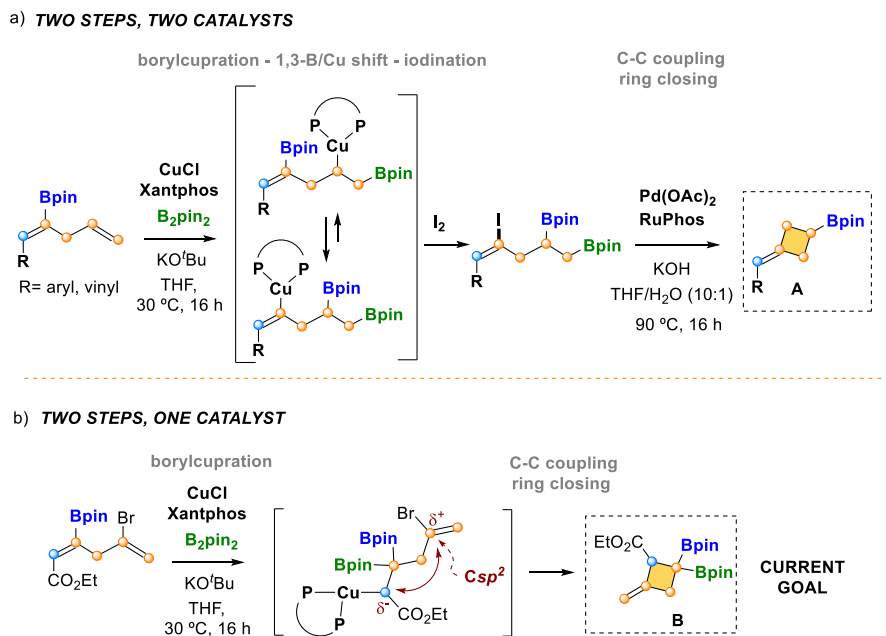 a) TWO STEPS, TWO CATALYSTS
borylcupration - 1,3-B/Cu shift - iodination
C-C coupling
ring closing
Bpin
R
R= aryl, vinyl
CuCl
Xantphos
B2pin2
KOᵗBu
THF,
30 ºC, 16 h
P P
Cu
Bpin
Bpin
R
P P
Cu
Bpin
Bpin
R
I2
I
Bpin
Bpin
R
Pd(OAc)2
RuPhos
KOH
THF/H2O (10:1)
90 ºC, 16 h
Bpin
R
A
b) TWO STEPS, ONE CATALYST
borylcupration
C-C coupling
ring closing
Bpin
Br
CO2Et
CuCl
Xantphos
B2pin2
KOᵗBu
THF,
30 ºC, 16 h
Br
δ+
Bpin
Bpin
Csp2
P
Cu
P
δ-
CO2Et
EtO2C
Bpin
Bpin
B
CURRENT
GOAL